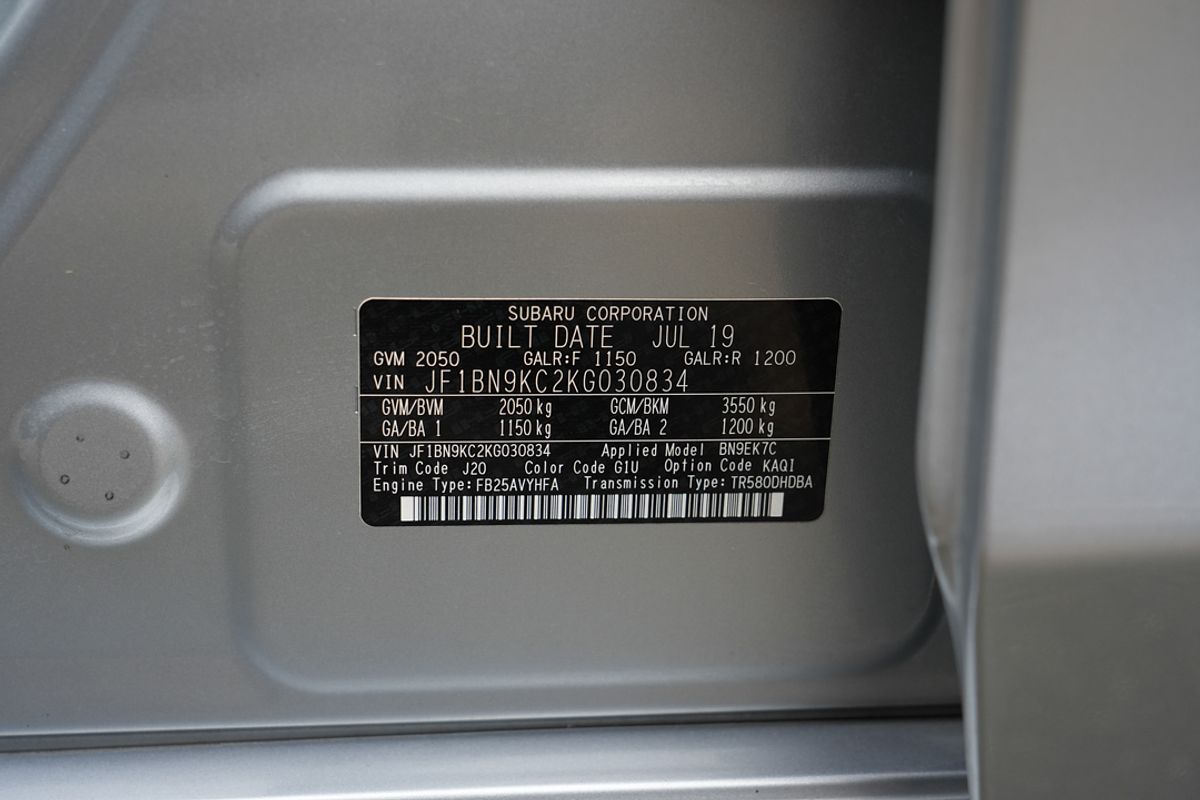 SUBARU CORPORATION
BUILT DATE JUL 19
GVM 2050 GALR:F 1150 GALR:R 1200
VIN JF1BN9KC2KG030834
GVM/BVM 2050 kg GCM/BKM 3550 kg
GA/BA 1 1150 kg GA/BA 2 1200 kg
VIN JF1BN9KC2KG030834 Applied Model BN9EK7C
Trim Code J20 Color Code G1U Option Code KAQI
Engine Type:FB25AVYHFA Transmission Type:TR580DHDBA